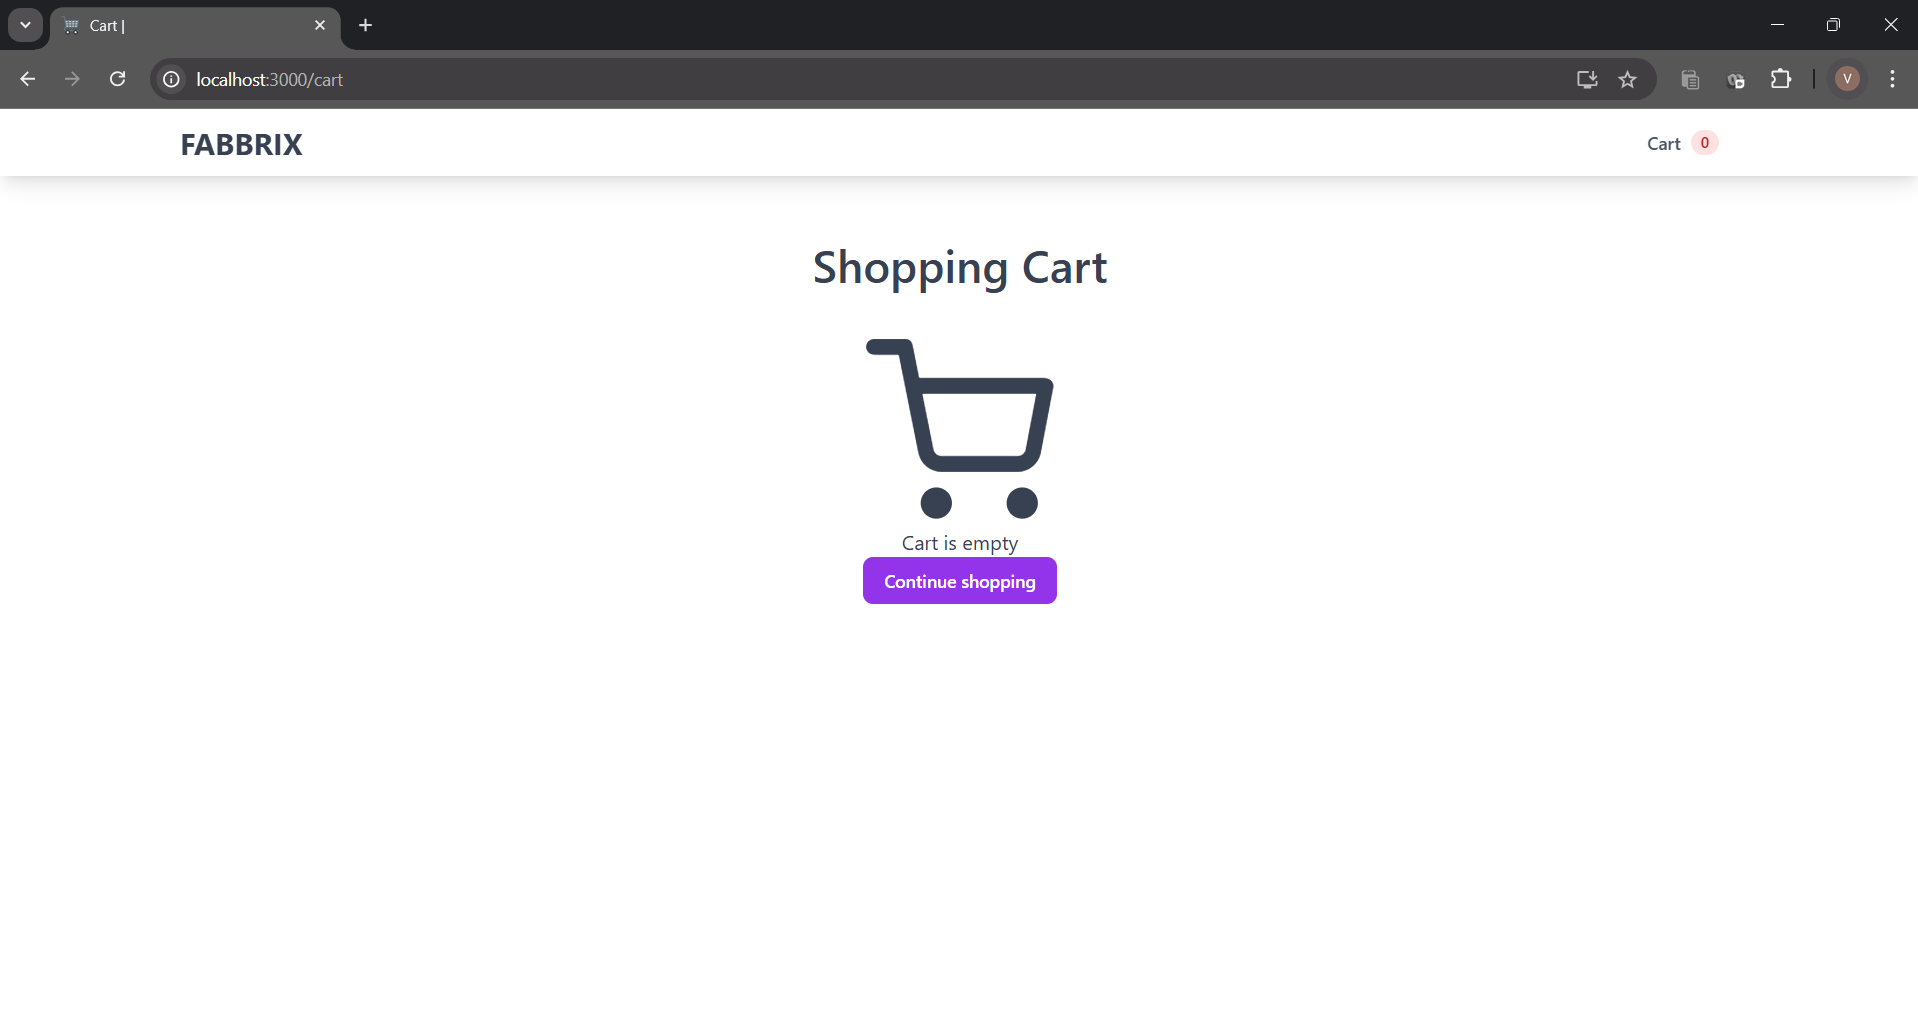 Cart |
localhost:3000/cart
V
FABBRIX
Cart 0
Shopping Cart
Cart is empty
Continue shopping